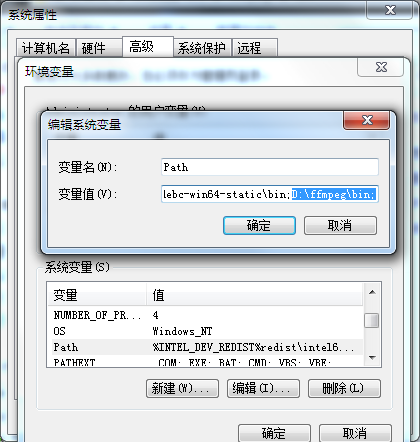 系统属性
计算机名 硬件 高级 系统保护 远程
环境变量
编辑系统变量
变量名(N): Path
变量值(V): lebc-win64-static\bin;D:\ffmpeg\bin;
确定 取消
系统变量(S)
变量 值
NUMBER_OF_PR... 4
OS Windows_NT
Path %INTEL_DEV_REDIST%redist\intel6...
PATHEXT .COM;.EXE;.BAT;.CMD;.VBS;.VBE;
新建(W)... 编辑(I)... 删除(L)
确定 取消